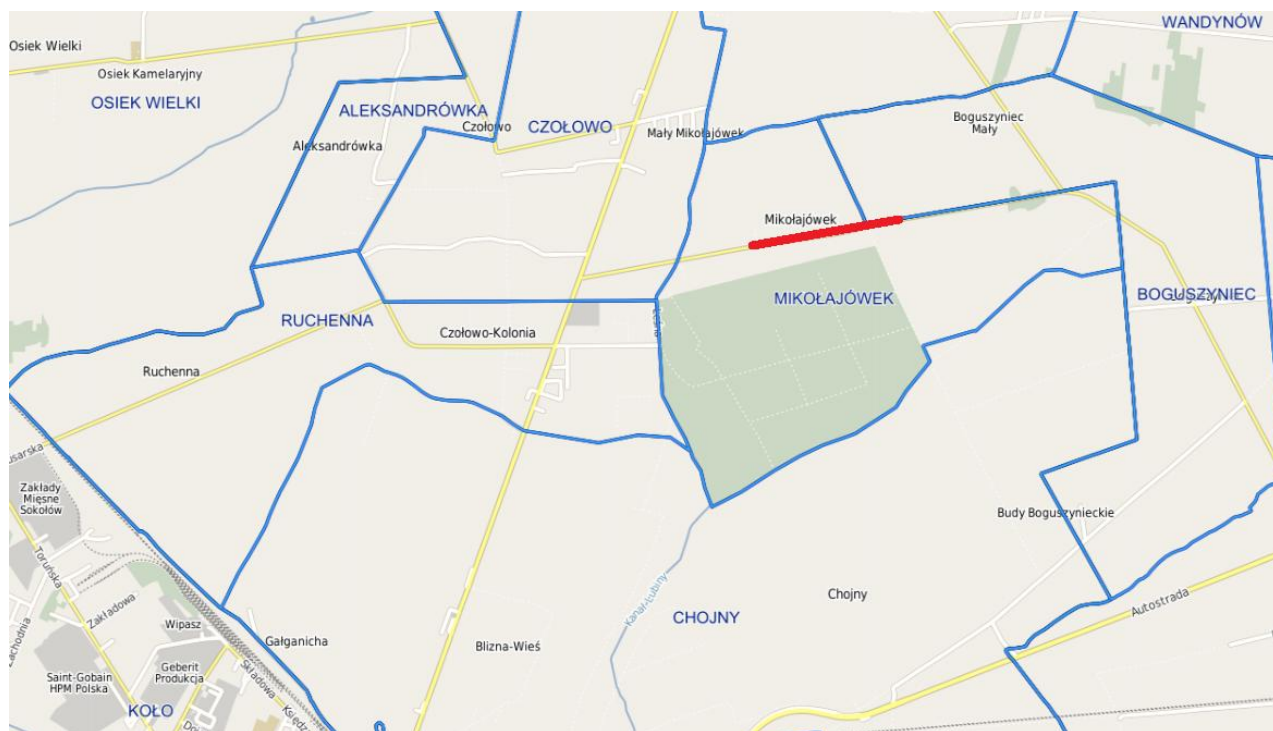 WANDYNÓW
Osiek Wielki
Osiek Kamelaryjny
OSIEK WIELKI
ALEKSANDRÓWKA
Czołowo
CZOŁOWO
Mały Mikołajówek
Boguszyniec
Mały
Aleksandrówka
Mikołajówek
MIKOŁAJÓWEK
BOGUSZYNIEC
RUCHENNA
Czołowo-Kolonia
Ruchenna
Zakłady
Mięsne
Sokołów
Budy Boguszynieckie
Toruńska
Zakładowa
Kanał-Łubiny
Chojny
Autostrada
CHOJNY
Wipasz
Gałganicha
Blizna-Wieś
Saint-Gobain
HPM Polska
Geberit
Produkcja
Składowa
KOŁO